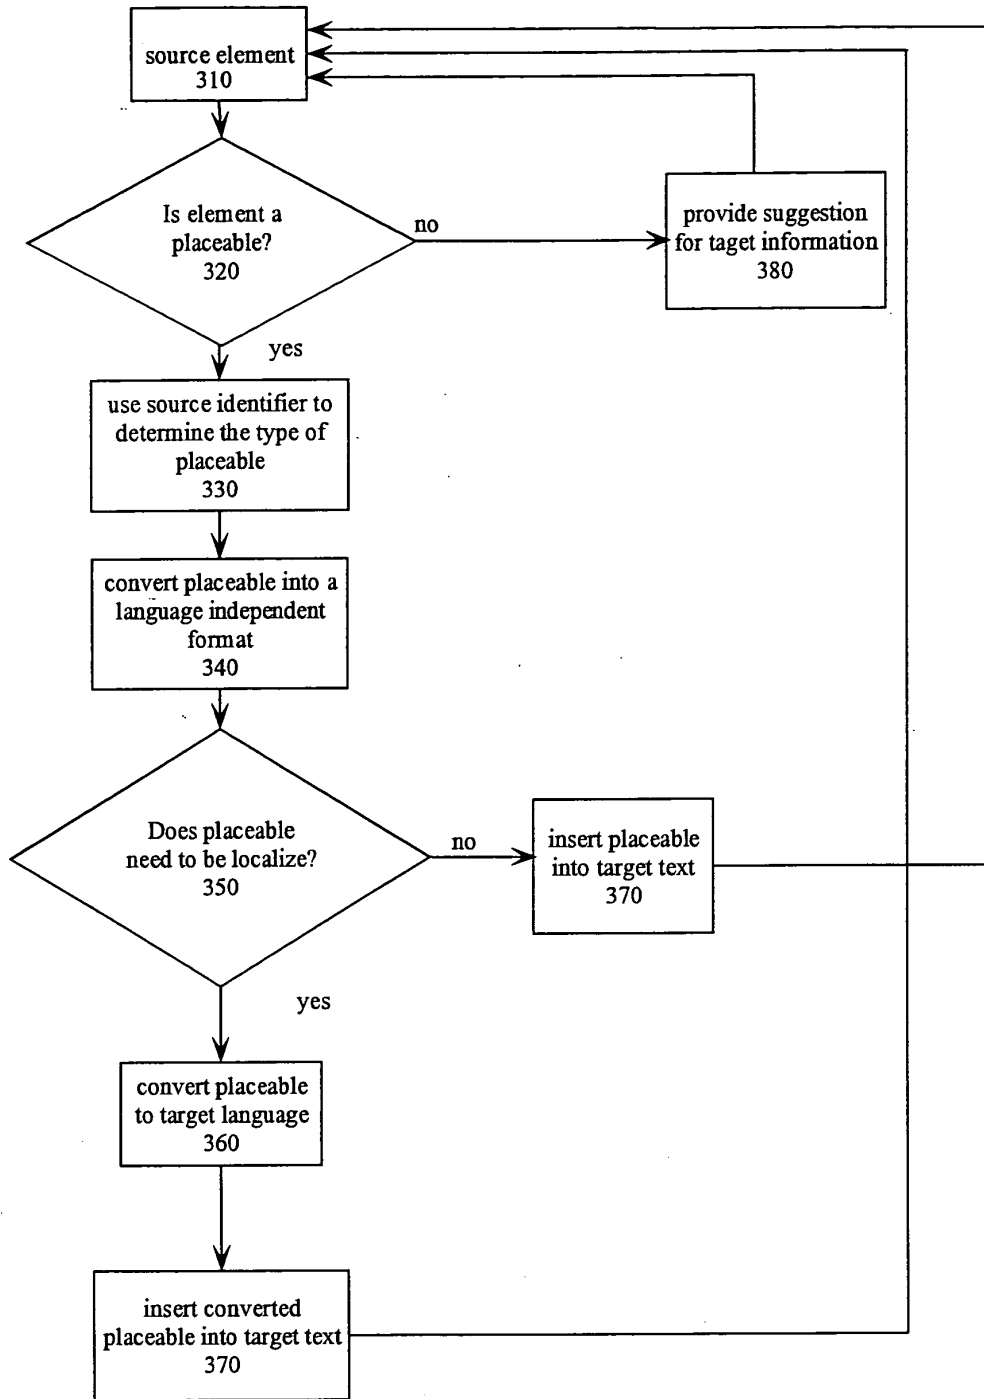 source element
310
Is element a
placeable?
320
no
provide suggestion
for taget information
380
yes
use source identifier to
determine the type of
placeable
330
convert placeable into a
language independent
format
340
Does placeable
need to be localize?
350
no
insert placeable
into target text
370
yes
convert placeable
to target language
360
insert converted
placeable into target text
370